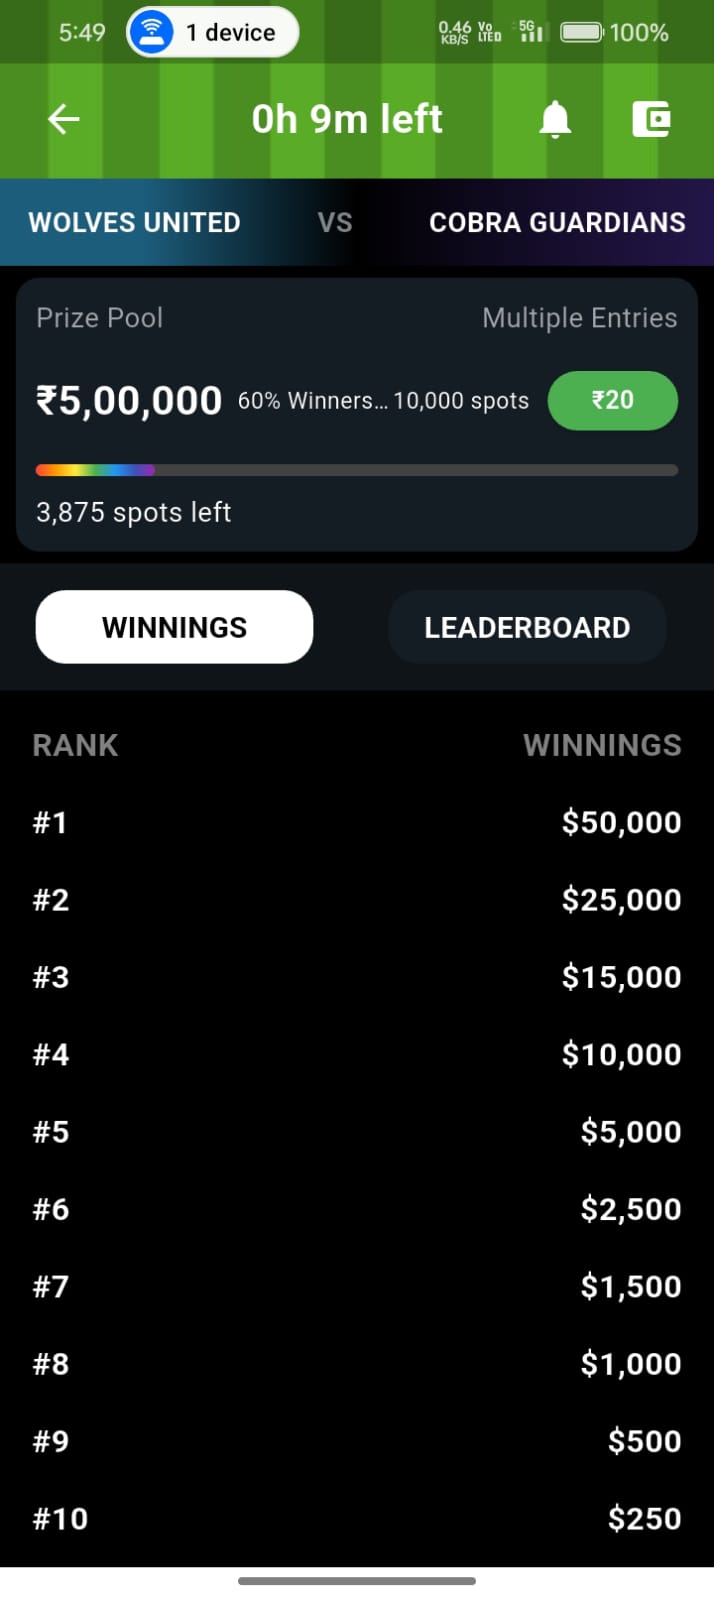 5:49 1 device 0.46 KB/S Vo LTED 5G 100%
0h 9m left
WOLVES UNITED VS COBRA GUARDIANS
Prize Pool Multiple Entries
₹5,00,000 60% Winners... 10,000 spots ₹20
3,875 spots left
WINNINGS LEADERBOARD
RANK WINNINGS
#1 $50,000
#2 $25,000
#3 $15,000
#4 $10,000
#5 $5,000
#6 $2,500
#7 $1,500
#8 $1,000
#9 $500
#10 $250